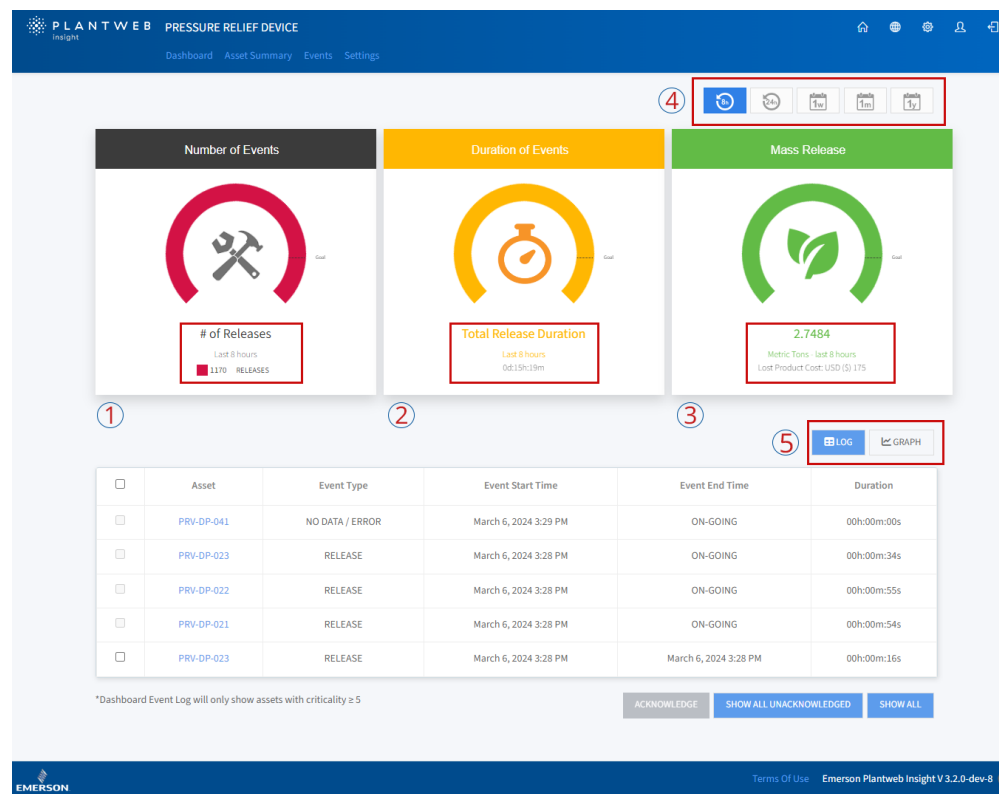 PLANTWEB PRESSURE RELIEF DEVICE
Insight
Dashboard Asset Summary Events Settings
4
8h 24h 1w 1m 1y
Number of Events Duration of Events Mass Release
Goal Goal Goal
# of Releases Total Release Duration 2.7484
Last 8 hours Last 8 hours Metric Tons - last 8 hours
1170 RELEASES 0d:15h:19m Lost Product Cost: USD ($) 175
1 2 3
5 LOG GRAPH
Asset Event Type Event Start Time Event End Time Duration
PRV-DP-041 NO DATA / ERROR March 6, 2024 3:29 PM ON-GOING 00h:00m:00s
PRV-DP-023 RELEASE March 6, 2024 3:28 PM ON-GOING 00h:00m:34s
PRV-DP-022 RELEASE March 6, 2024 3:28 PM ON-GOING 00h:00m:55s
PRV-DP-021 RELEASE March 6, 2024 3:28 PM ON-GOING 00h:00m:54s
PRV-DP-023 RELEASE March 6, 2024 3:28 PM March 6, 2024 3:28 PM 00h:00m:16s
*Dashboard Event Log will only show assets with criticality ≥ 5
ACKNOWLEDGE SHOW ALL UNACKNOWLEDGED SHOW ALL
EMERSON Terms Of Use Emerson Plantweb Insight V 3.2.0-dev-8